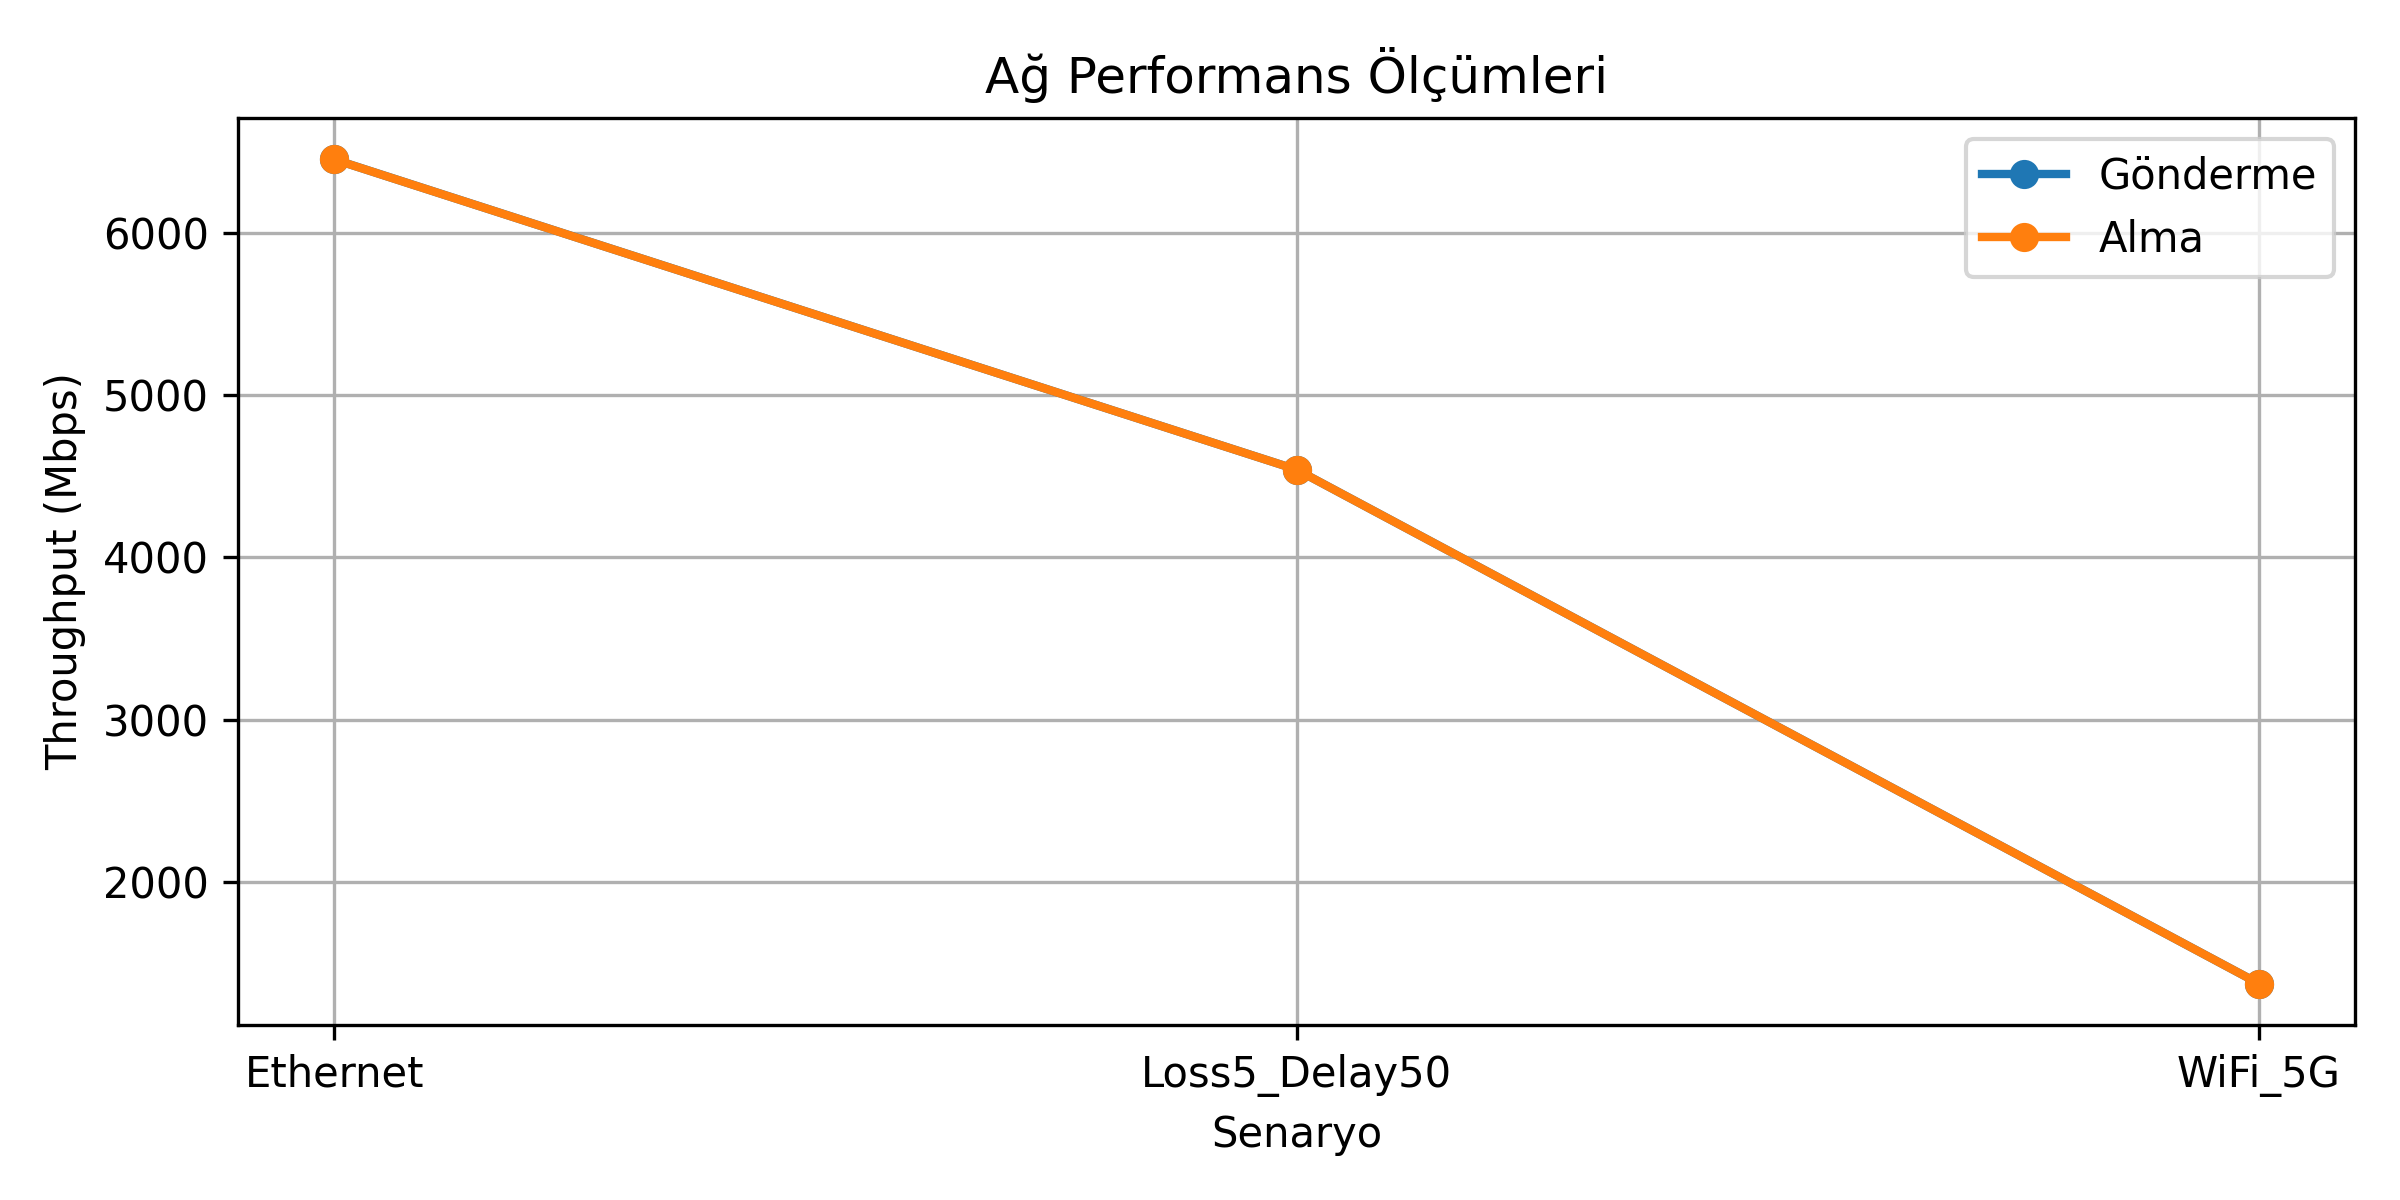 Ağ Performans Ölçümleri
Gönderme
Alma
Throughput (Mbps)
6000
5000
4000
3000
2000
Ethernet
Loss5_Delay50
WiFi_5G
Senaryo